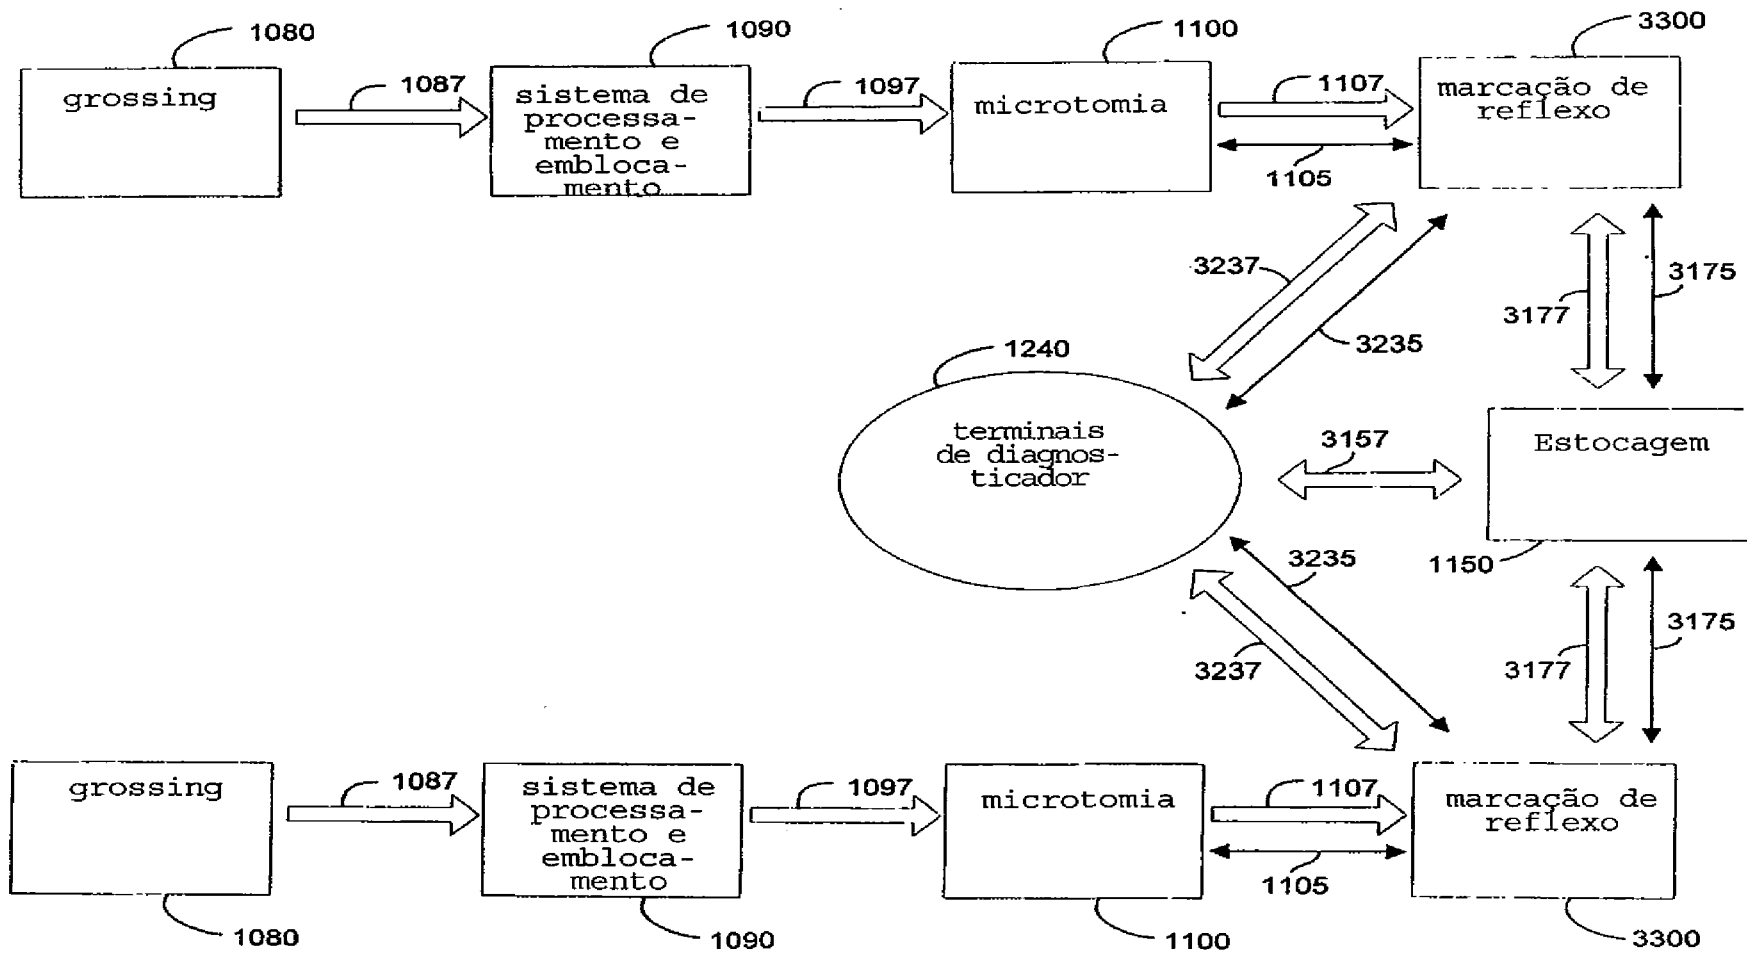 1080
1090
1100
3300
grossing
1087
sistema de
processa-
mento e
embloca-
mento
1097
microtomia
1107
1105
marcação de
reflexo
3237
3235
3177
3175
1240
terminais
de diagnos-
ticador
3157
Estocagem
1150
3235
3237
3177
3175
grossing
1087
sistema de
processa-
mento e
embloca-
mento
1097
microtomia
1107
1105
marcação de
reflexo
1080
1090
1100
3300